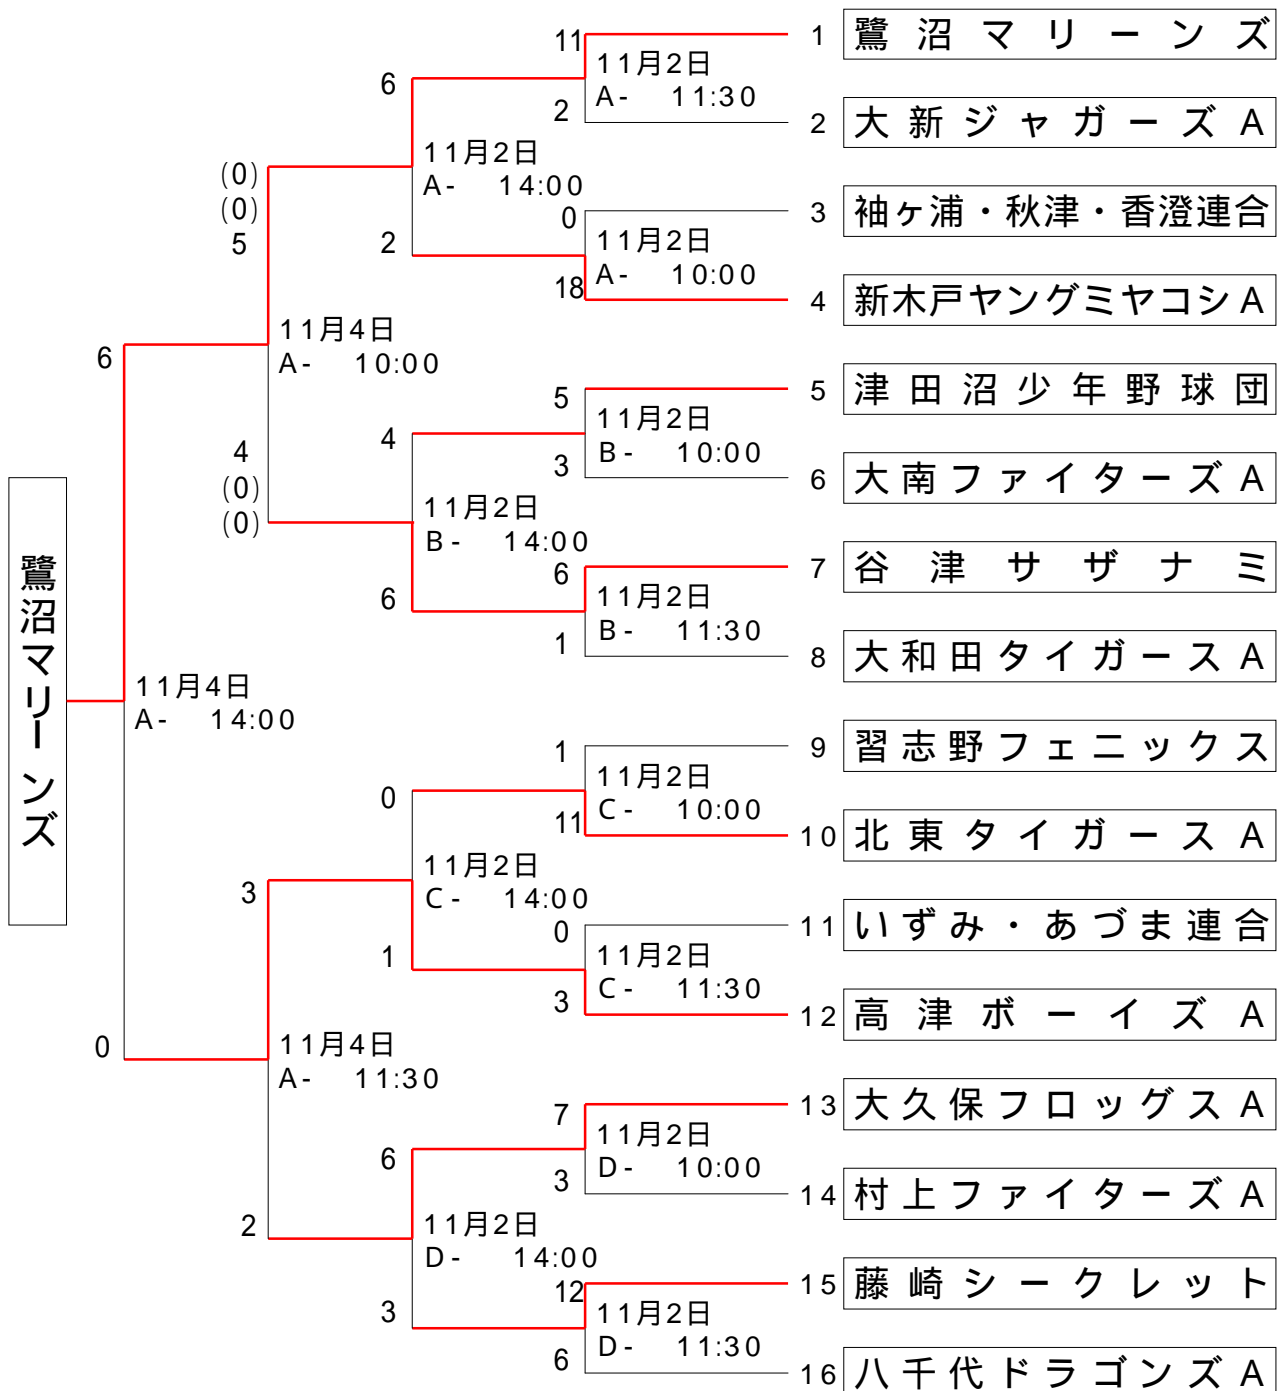 11
1 鷺沼マリーンズ
11月2日
A- 11:30
6
2
2 大新ジャガーズA
11月2日
A- 14:00
(0)
(0)
5
0
3 袖ヶ浦・秋津・香澄連合
11月2日
A- 10:00
2
18
4 新木戸ヤングミヤコシA
11月4日
A- 10:00
6
5
5 津田沼少年野球団
11月2日
B- 10:00
4
3
6 大南ファイターズA
4
(0)
(0)
11月2日
B- 14:00
6
7 谷津サザナミ
11月2日
B- 11:30
6
1
8 大和田タイガースA
鷺沼マリーンズ
11月4日
A- 14:00
1
9 習志野フェニックス
11月2日
C- 10:00
0
11
10 北東タイガースA
11月2日
C- 14:00
3
0
11 いずみ・あづま連合
11月2日
C- 11:30
1
3
12 高津ボーイズA
0
11月4日
A- 11:30
7
13 大久保フロッグスA
11月2日
D- 10:00
6
3
14 村上ファイターズA
2
11月2日
D- 14:00
12
15 藤崎シークレット
11月2日
D- 11:30
3
6
16 八千代ドラゴンズA